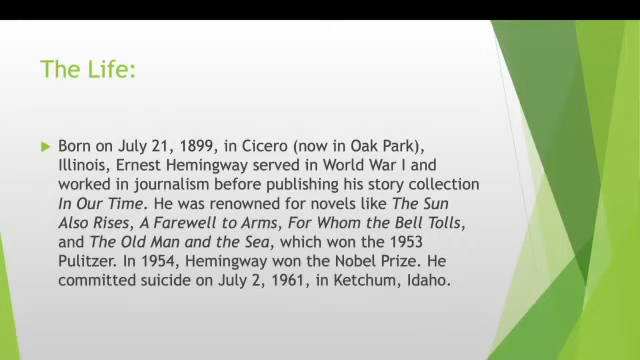 The Life:
Born on July 21, 1899, in Cicero (now in Oak Park),
Illinois, Ernest Hemingway served in World War I and
worked in journalism before publishing his story collection
In Our Time. He was renowned for novels like The Sun
Also Rises, A Farewell to Arms, For Whom the Bell Tolls,
and The Old Man and the Sea, which won the 1953
Pulitzer. In 1954, Hemingway won the Nobel Prize. He
committed suicide on July 2, 1961, in Ketchum, Idaho.